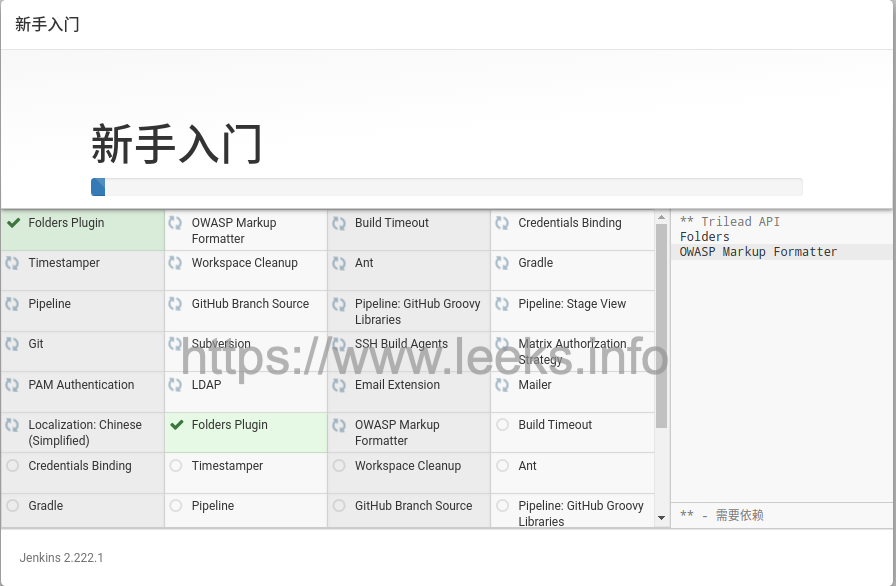 新手入门
新手入门
Folders Plugin
OWASP Markup
Formatter
Build Timeout
Credentials Binding
** Trilead API
Folders
OWASP Markup Formatter
Timestamper
Workspace Cleanup
Ant
Gradle
Pipeline
GitHub Branch Source
Pipeline: GitHub Groovy
Libraries
Pipeline: Stage View
Git
Subversion
SSH Build Agents
Matrix Authorization
Strategy
https://www.leeks.info
PAM Authentication
LDAP
Email Extension
Mailer
Localization: Chinese
(Simplified)
Folders Plugin
OWASP Markup
Formatter
Build Timeout
Credentials Binding
Timestamper
Workspace Cleanup
Ant
Gradle
Pipeline
GitHub Branch Source
Pipeline: GitHub Groovy
Libraries
** - 需要依赖
Jenkins 2.222.1